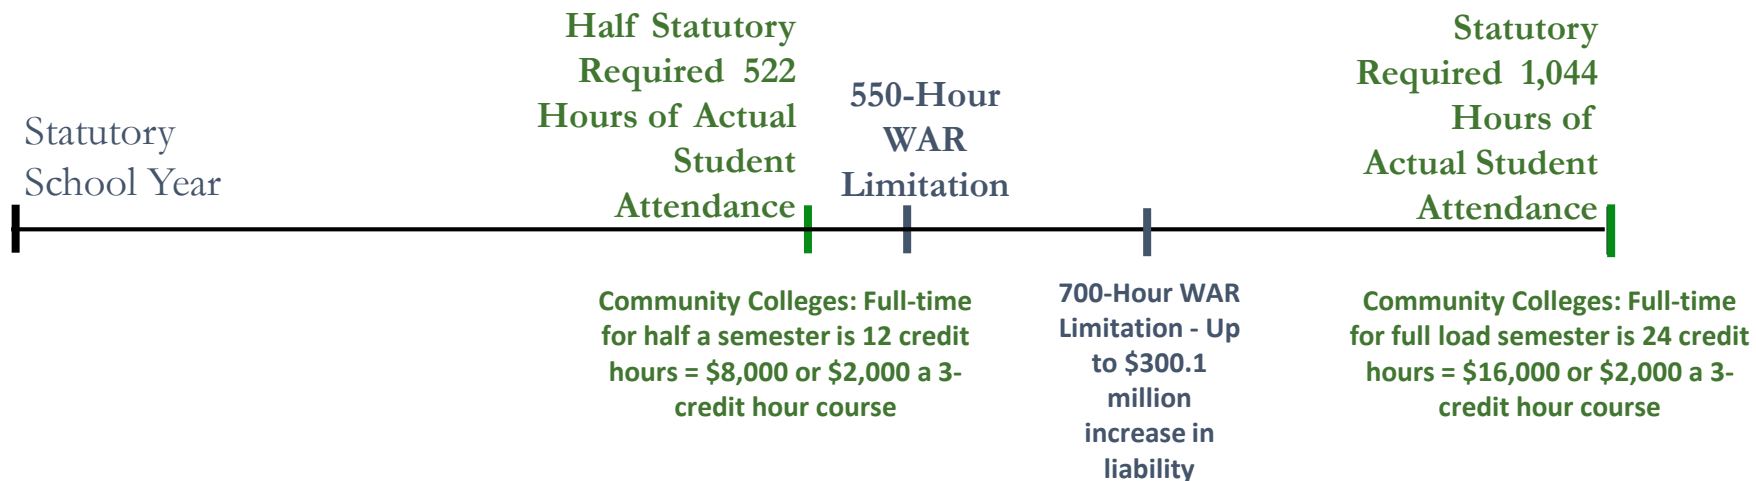 Statutory
School Year
Half Statutory
Required 522
Hours of Actual
Student
Attendance
550-Hour
WAR
Limitation
Statutory
Required 1,044
Hours of
Actual Student
Attendance
Community Colleges: Full-time
for half a semester is 12 credit
hours = $8,000 or $2,000 a 3-
credit hour course
700-Hour WAR
Limitation - Up
to $300.1
million
increase in
liability
Community Colleges: Full-time
for full load semester is 24 credit
hours = $16,000 or $2,000 a 3-
credit hour course